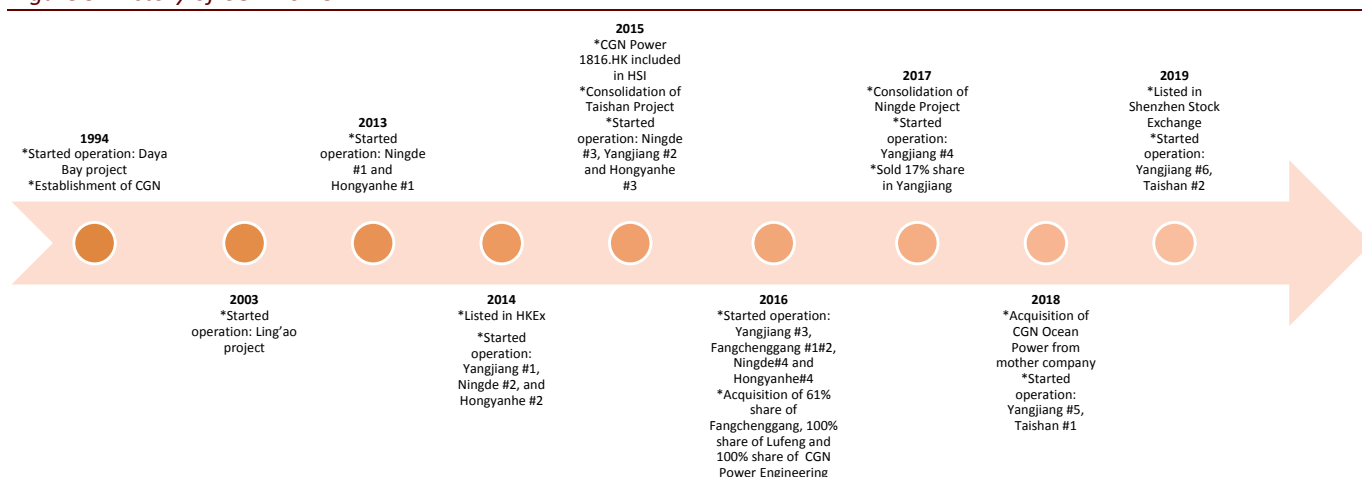 1994
*Started operation: Daya
Bay project
*Establishment of CGN
2003
*Started
operation: Ling’ao
project
2013
*Started
operation: Ningde
#1 and
Hongyanhe #1
2014
*Listed in HKEx
*Started
operation:
Yangjiang #1,
Ningde #2, and
Hongyanhe #2
2015
*CGN Power
1816.HK included
in HSI
*Consolidation of
Taishan Project
*Started
operation: Ningde
#3, Yangjiang #2
and Hongyanhe
#3
2016
*Started operation:
Yangjiang #3,
Fangchenggang #1#2,
Ningde#4 and
Hongyanhe#4
*Acquisition of 61%
share of
Fangchenggang, 100%
share of Lufeng and
100% share of CGN
Power Engineering
2017
*Consolidation of
Ningde Project
*Started
operation:
Yangjiang #4
*Sold 17% share
in Yangjiang
2018
*Acquisition of
CGN Ocean
Power from
mother company
*Started
operation:
Yangjiang #5,
Taishan #1
2019
*Listed in
Shenzhen Stock
Exchange
*Started
operation:
Yangjiang #6,
Taishan #2